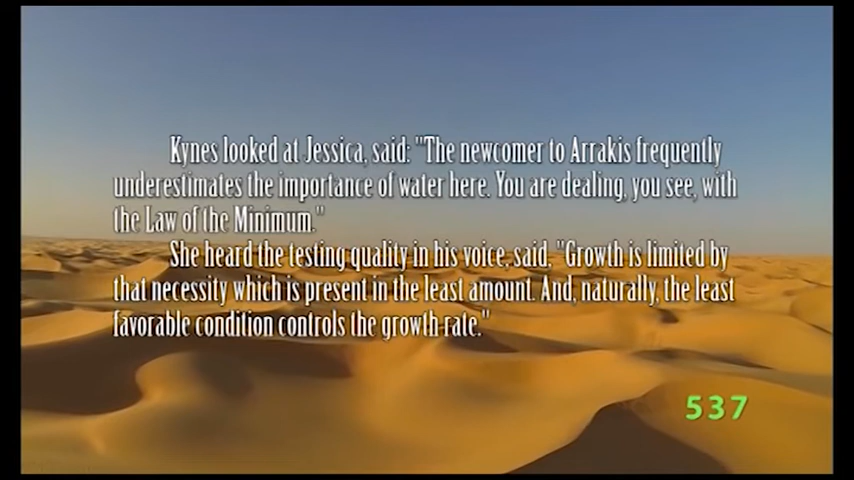 Kynes looked at Jessica, said: "The newcomer to Arrakis frequently
underestimates the importance of water here. You are dealing, you see, with
the Law of the Minimum."
She heard the testing quality in his voice, said, "Growth is limited by
that necessity which is present in the least amount. And, naturally, the least
favorable condition controls the growth rate."
537